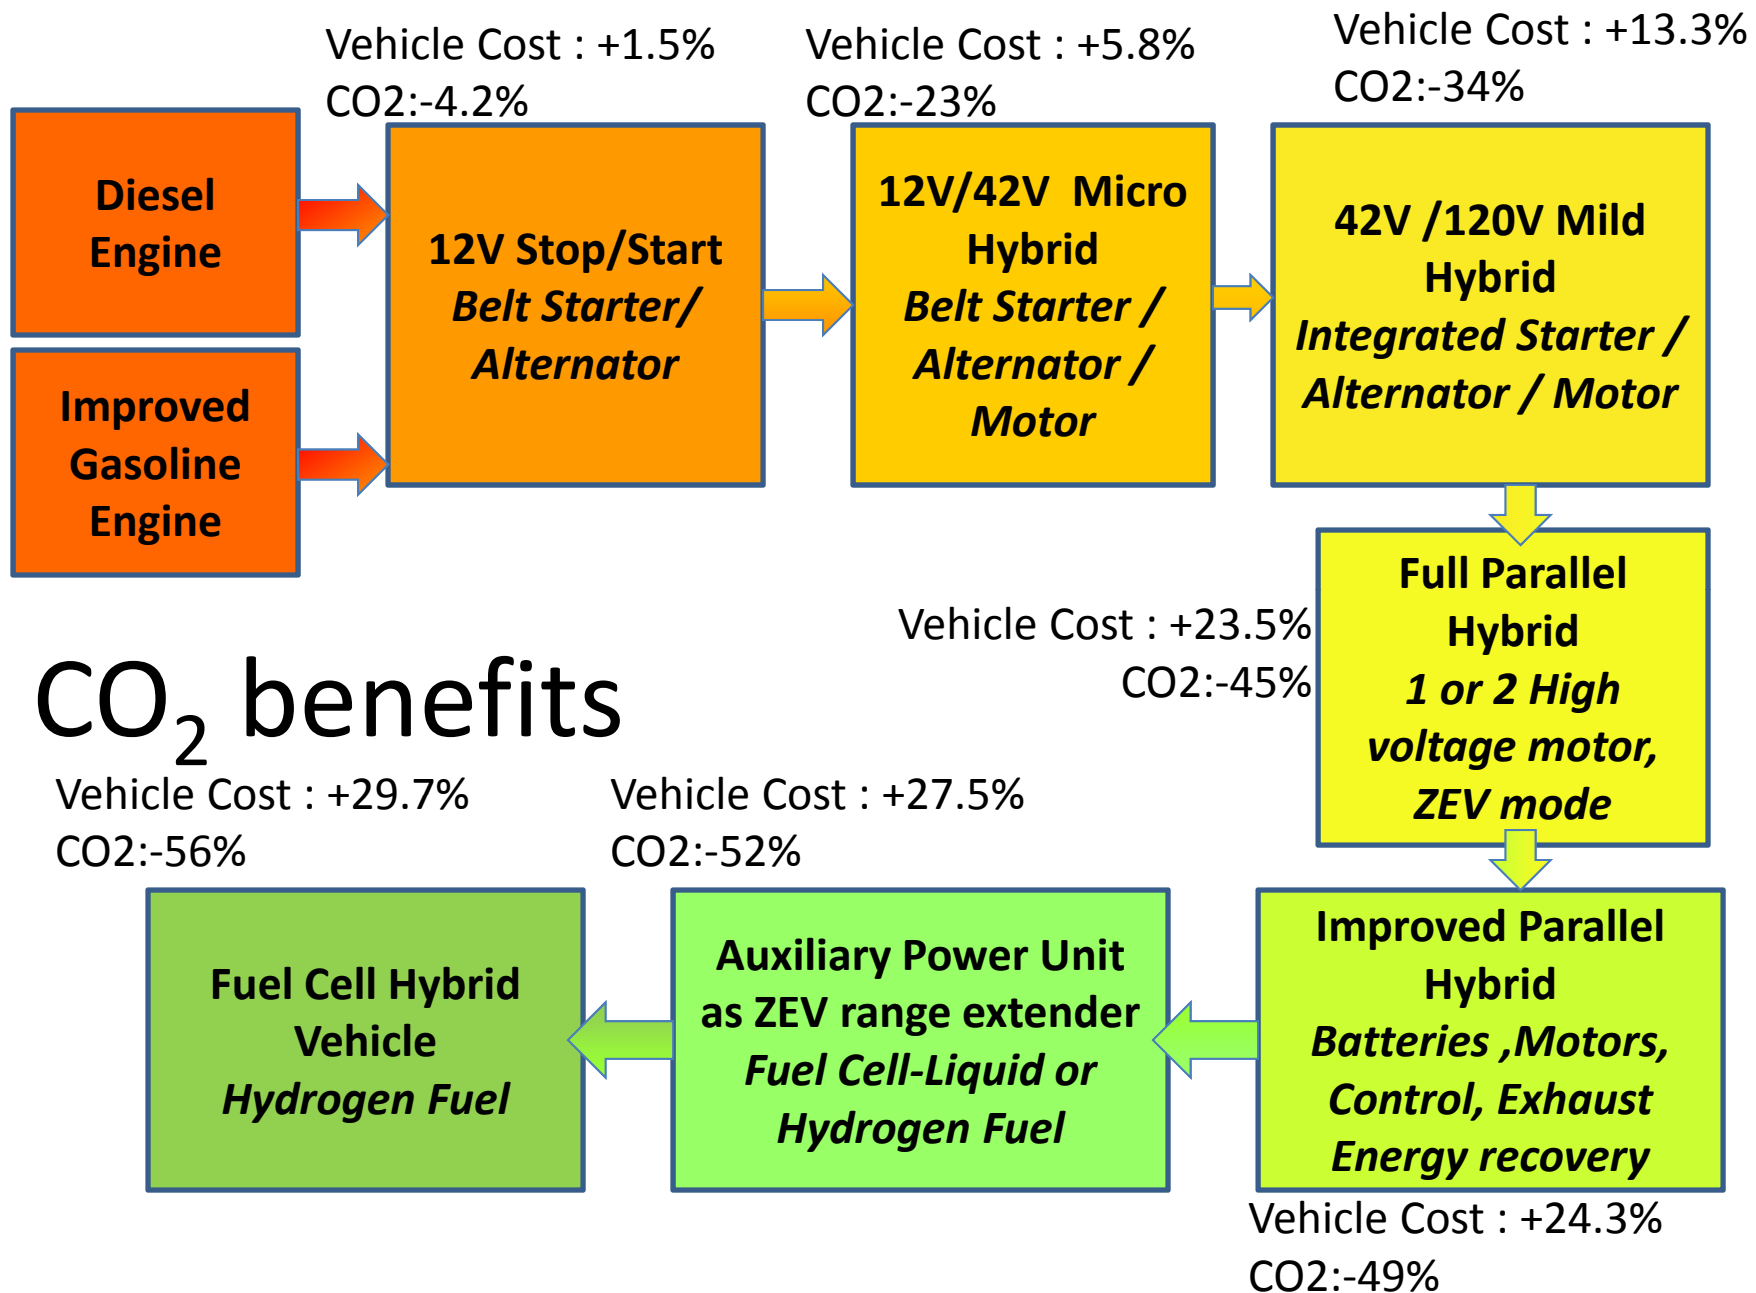 Vehicle Cost : +1.5%
CO2:-4.2%
Vehicle Cost : +5.8%
CO2:-23%
Vehicle Cost : +13.3%
CO2:-34%
Diesel
Engine
Improved
Gasoline
Engine
12V Stop/Start
Belt Starter/
Alternator
12V/42V  Micro
Hybrid
Belt Starter /
Alternator /
Motor
42V /120V Mild
Hybrid
Integrated Starter /
Alternator / Motor
Vehicle Cost : +23.5%
CO2:-45%
Full Parallel
Hybrid
1 or 2 High
voltage motor,
ZEV mode
CO₂ benefits
Vehicle Cost : +29.7%
CO2:-56%
Vehicle Cost : +27.5%
CO2:-52%
Fuel Cell Hybrid
Vehicle
Hydrogen Fuel
Auxiliary Power Unit
as ZEV range extender
Fuel Cell-Liquid or
Hydrogen Fuel
Improved Parallel
Hybrid
Batteries ,Motors,
Control, Exhaust
Energy recovery
Vehicle Cost : +24.3%
CO2:-49%